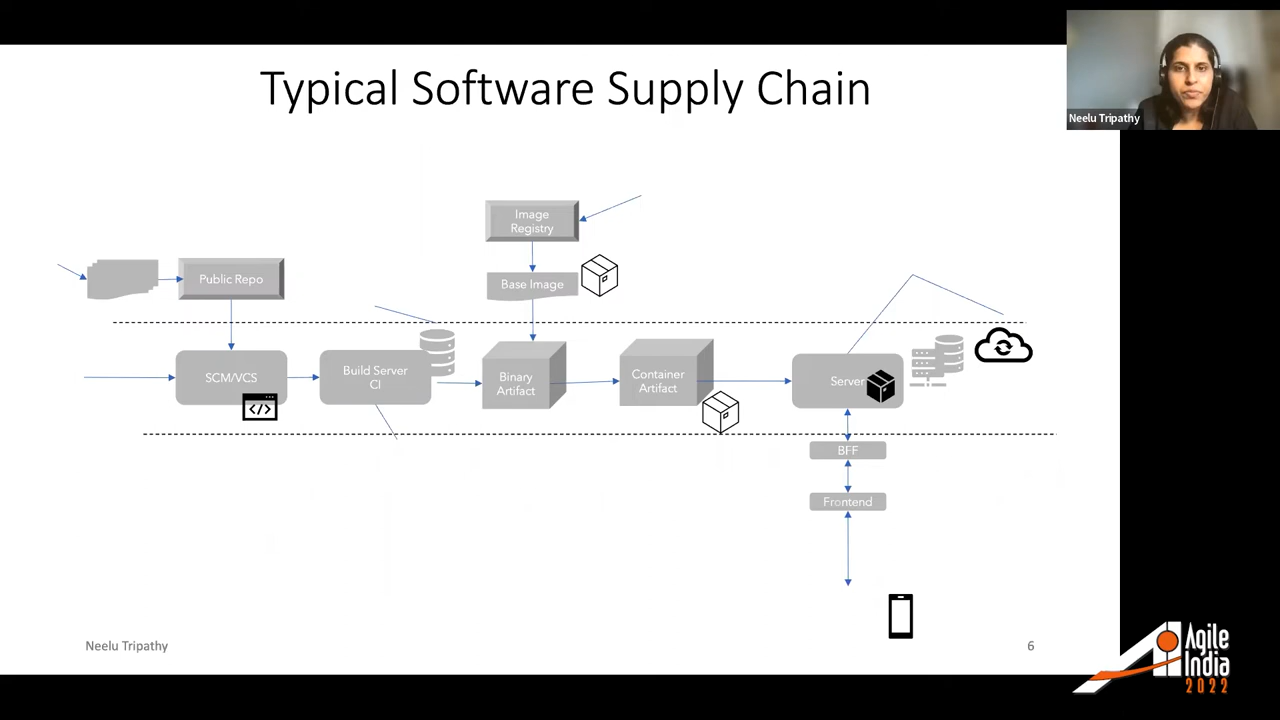 Typical Software Supply Chain
Neelu Tripathy
Image
Registry
Public Repo
Base Image
SCM/VCS
Build Server
CI
Binary
Artifact
Container
Artifact
Server
BFF
Frontend
Neelu Tripathy
6
Agile
India
2022